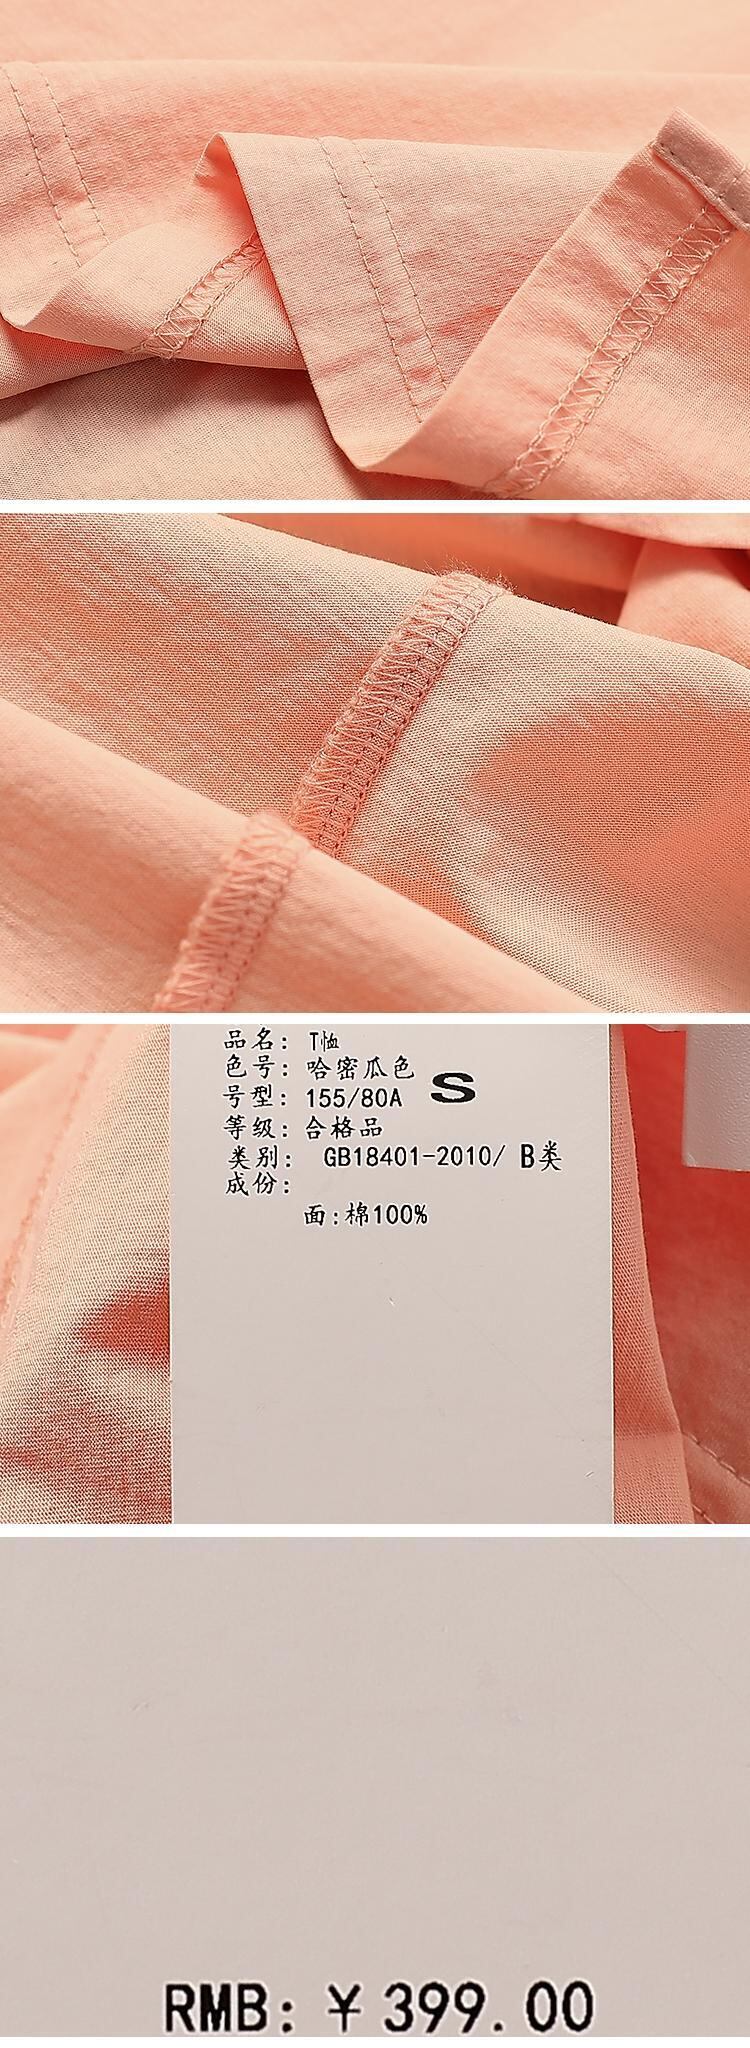 品名: T恤
色号: 哈密瓜色
号型: 155/80A S
等级: 合格品
类别: GB18401-2010/ B类
成份:
面:棉100%
RMB: ¥399.00